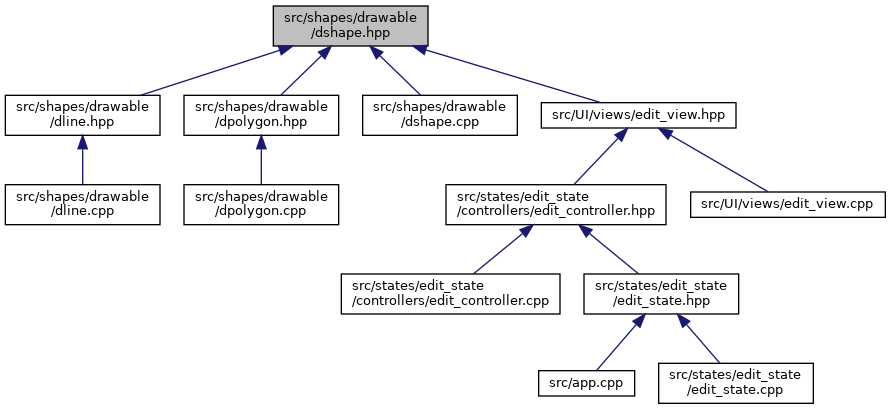 src/shapes/drawable
/dshape.hpp
src/shapes/drawable
/dline.hpp
src/shapes/drawable
/dpolygon.hpp
src/shapes/drawable
/dshape.cpp
src/UI/views/edit_view.hpp
src/shapes/drawable
/dline.cpp
src/shapes/drawable
/dpolygon.cpp
src/states/edit_state
/controllers/edit_controller.hpp
src/UI/views/edit_view.cpp
src/states/edit_state
/controllers/edit_controller.cpp
src/states/edit_state
/edit_state.hpp
src/app.cpp
src/states/edit_state
/edit_state.cpp